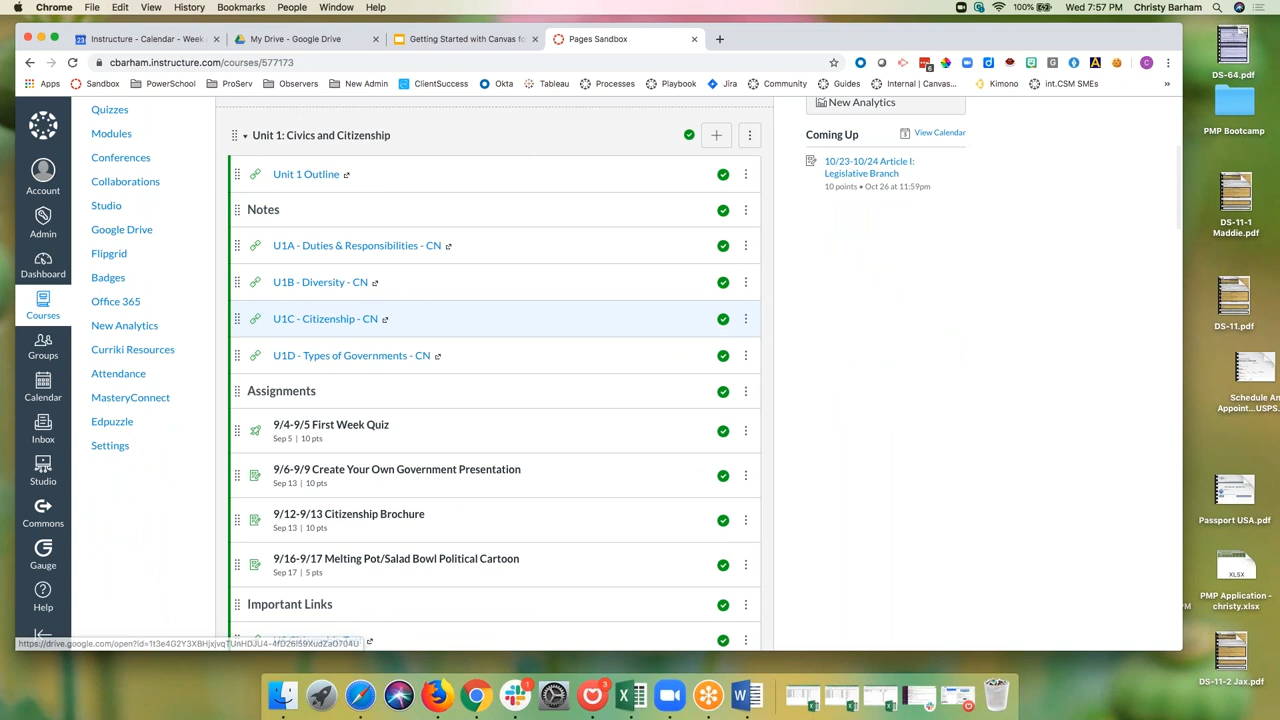 Chrome File Edit View History Bookmarks People Window Help 100% Wed 7:57 PM Christy Barham
Instructure - Calendar - Week
My Drive - Google Drive
Getting Started with Canvas fo
Pages Sandbox
cbarham.instructure.com/courses/577173
Apps Sandbox PowerSchool ProServ Conservers New Admin ClientSuccess Okta Tableau Processes Playbook Jira Community Guides Internal | Canvas... Kimono int.CSM SMEs »
Account
Admin
Dashboard
Courses
Groups
Calendar
Inbox
Studio
Commons
Gauge
Help
Quizzes
Modules
Conferences
Collaborations
Studio
Google Drive
Flipgrid
Badges
Office 365
New Analytics
Curriki Resources
Attendance
MasteryConnect
Edpuzzle
Settings
Unit 1: Civics and Citizenship
Unit 1 Outline
Notes
U1A - Duties & Responsibilities - CN
U1B - Diversity - CN
U1C - Citizenship - CN
U1D - Types of Governments - CN
Assignments
9/4-9/5 First Week Quiz
Sep 5 | 10 pts
9/6-9/9 Create Your Own Government Presentation
Sep 13 | 10 pts
9/12-9/13 Citizenship Brochure
Sep 13 | 10 pts
9/16-9/17 Melting Pot/Salad Bowl Political Cartoon
Sep 17 | 5 pts
Important Links
New Analytics
Coming Up
View Calendar
10/23-10/24 Article I:
Legislative Branch
10 points • Oct 26 at 11:59pm
DS-64.pdf
PMP Bootcamp
DS-11-1
Maddie.pdf
DS-11.pdf
Schedule An
Appoint...USPS.
Passport USA.pdf
XLSX
PMP Application -
christy.xlsx
DS-11-2 Jax.pdf